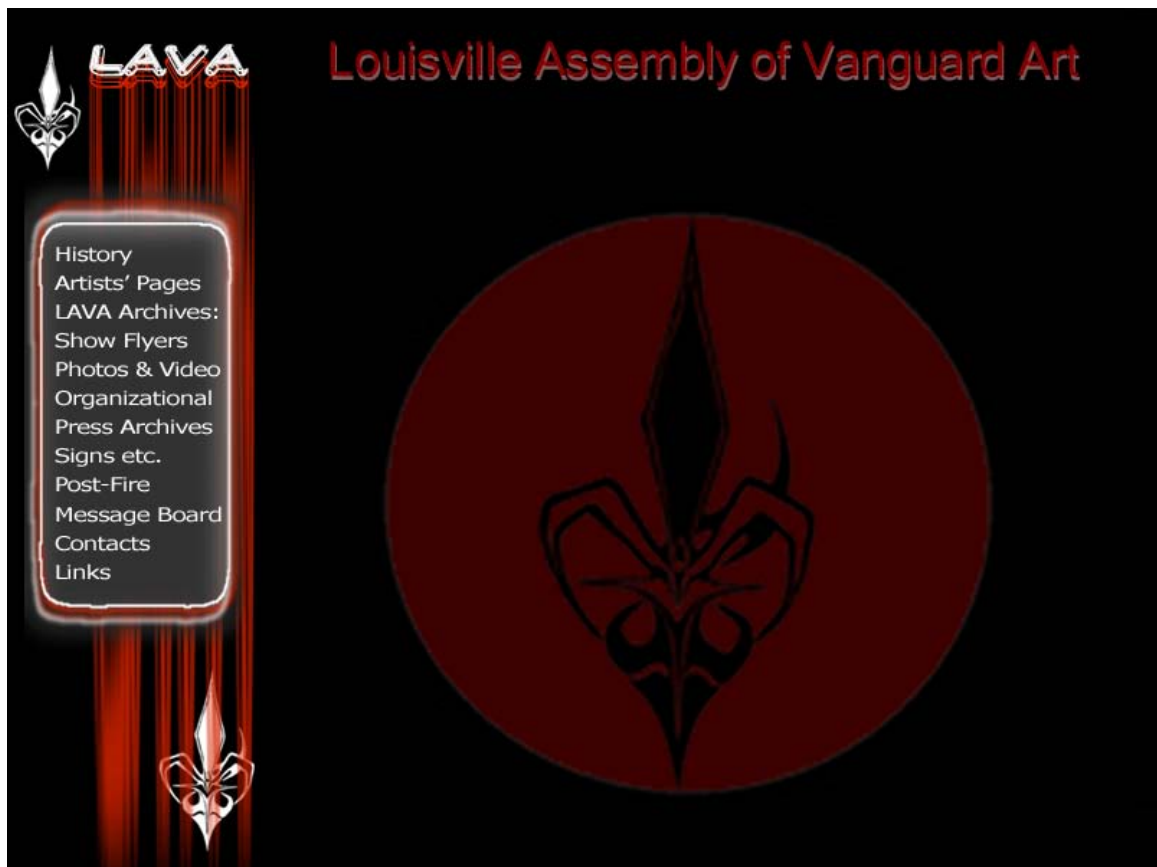 LAVA
Louisville Assembly of Vanguard Art
History
Artists' Pages
LAVA Archives:
Show Flyers
Photos & Video
Organizational
Press Archives
Signs etc.
Post-Fire
Message Board
Contacts
Links